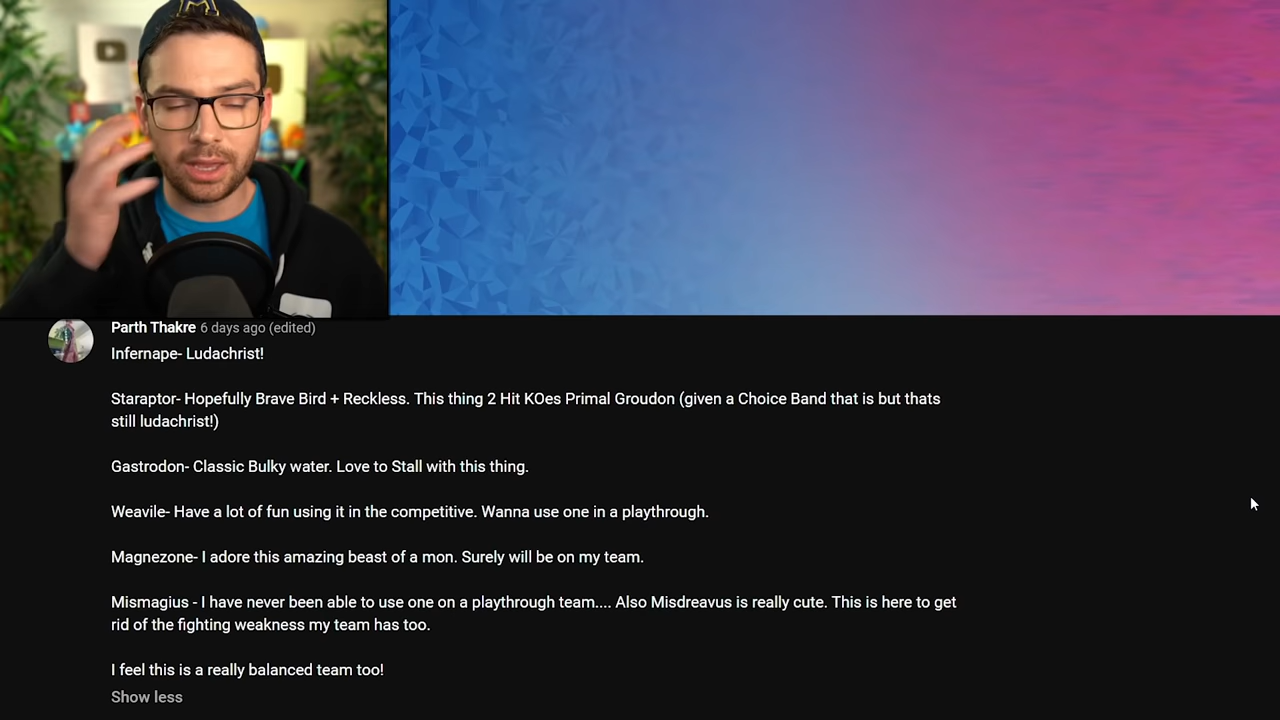 M
Parth Thakre 6 days ago (edited)
Infernape- Ludachrist!
Staraptor- Hopefully Brave Bird + Reckless. This thing 2 Hit KOes Primal Groudon (given a Choice Band that is but thats
still ludachrist!)
Gastrodon- Classic Bulky water. Love to Stall with this thing.
Weavile- Have a lot of fun using it in the competitive. Wanna use one in a playthrough.
Magnezone- I adore this amazing beast of a mon. Surely will be on my team.
Mismagius - I have never been able to use one on a playthrough team.... Also Misdreavus is really cute. This is here to get
rid of the fighting weakness my team has too.
I feel this is a really balanced team too!
Show less